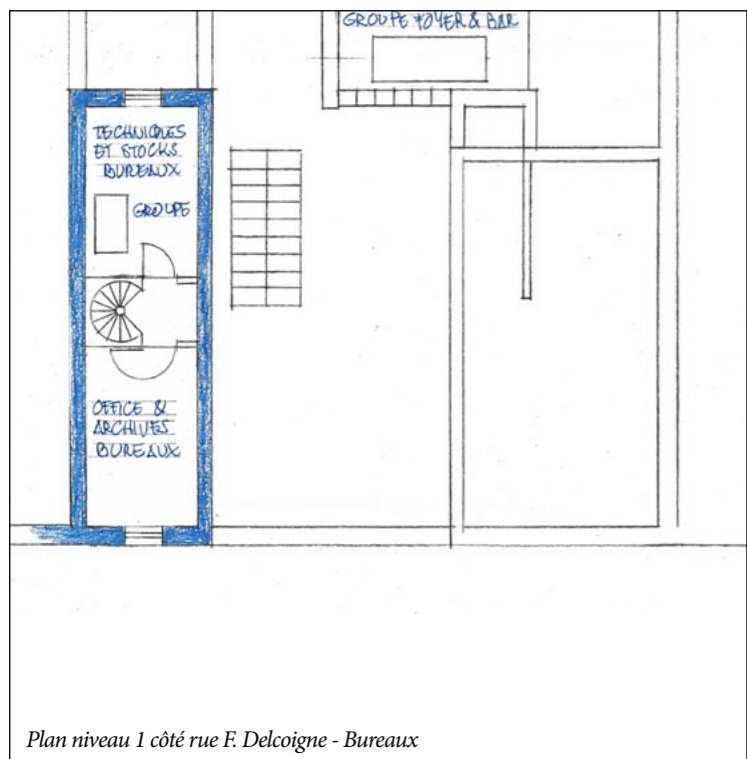 GROUPE FOYER & BAR
TECHNIQUES
ET STOCKS
BUREAUX
GROUPE
OFFICE &
ARCHIVES
BUREAUX
Plan niveau 1 côté rue F. Delcoigne - Bureaux